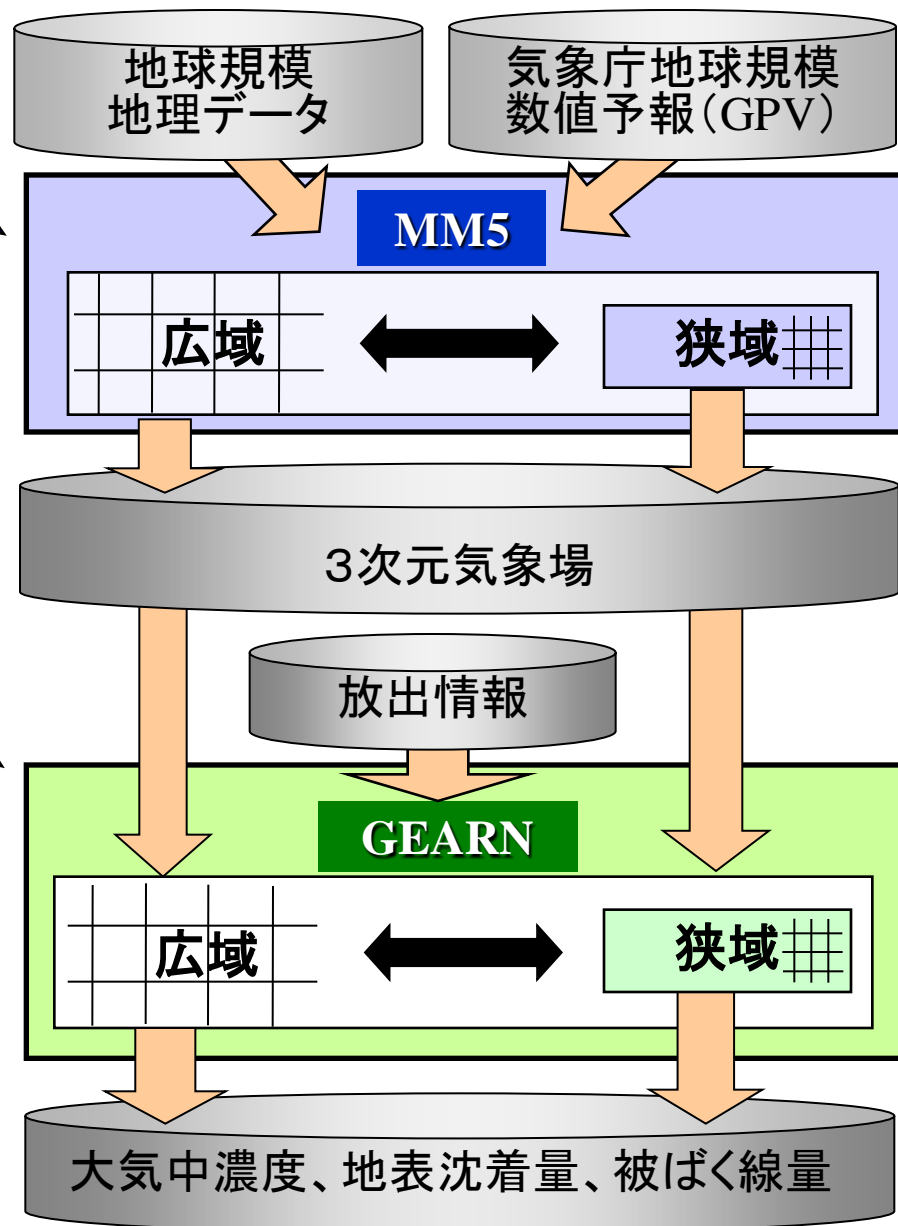 地球規模
地理データ
気象庁地球規模
数値予報（GPV）
MM5
広域
狭域
３次元気象場
放出情報
GEARN
広域
狭域
大気中濃度、地表沈着量、被ばく線量